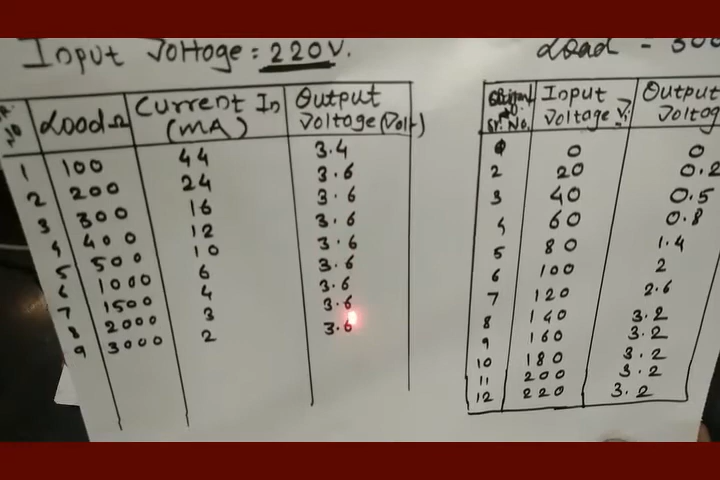 Input Voltage = 220V.
Load Ω Current In (MA) Output Voltage (Volt)
1 100 44 3.4
2 200 24 3.6
3 300 16 3.6
4 400 12 3.6
5 500 10 3.6
6 1000 6 3.6
7 1500 4 3.6
8 2000 3 3.6
9 3000 2 3.6
Load -
Sr. No. Input Voltage Output
0 0
2 20 0.2
3 40 0.5
4 60 0.8
5 80 1.4
6 100 2
7 120 2.6
8 140 3.2
9 160 3.2
10 180 3.2
11 200 3.2
12 220 3.2